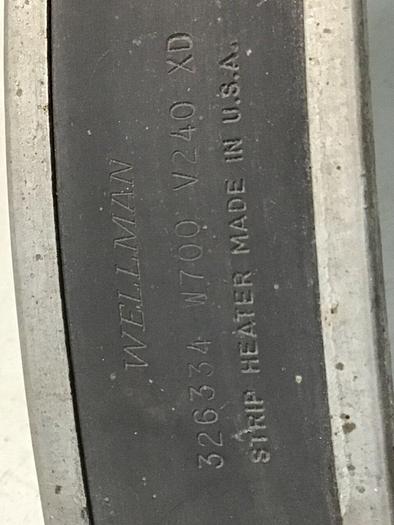 WELLMAN
326334 W700 V240 XD
STRIP HEATER MADE IN U.S.A.